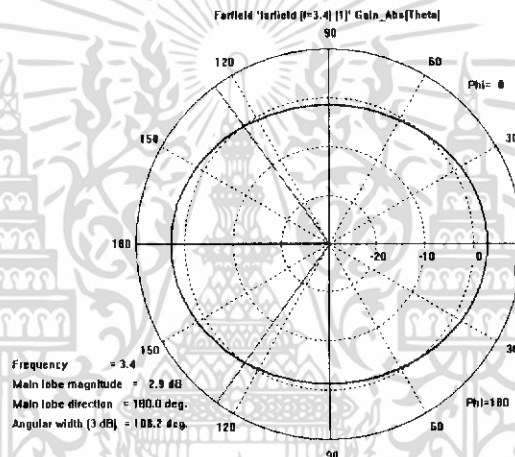 Farfield 'farfield [f=3.4] [1]' Gain_Abs[Theta]
90
120
60
Phi= 0
150
30
180
-20
-10
0
150
30
Frequency = 3.4
Main lobe magnitude = 2.9 dB
Main lobe direction = 180.0 deg.
Angular width (3 dB) = 108.2 deg.
Phi=180
120
60
90